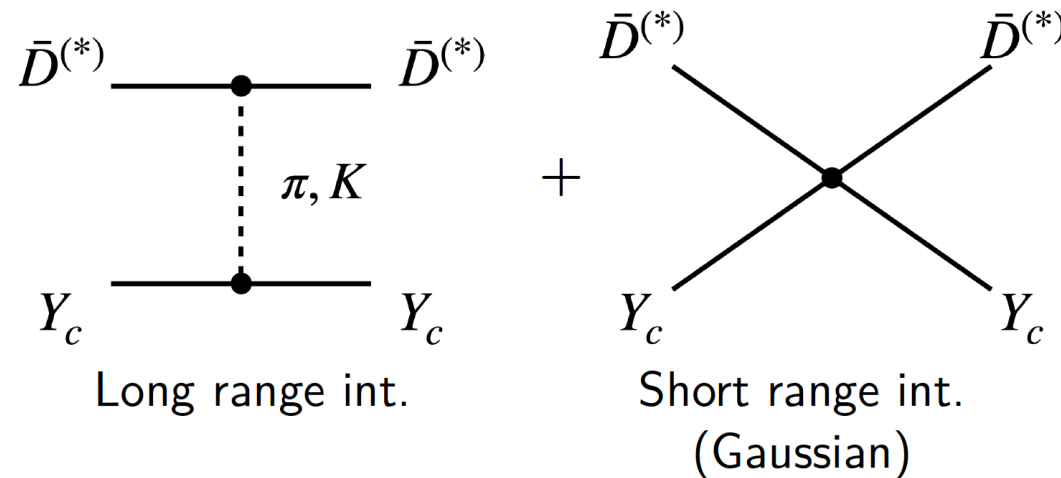 D̄⁽*⁾ D̄⁽*⁾
π, K
Y_c Y_c
Long range int.
+
D̄⁽*⁾ D̄⁽*⁾
Y_c Y_c
Short range int.
(Gaussian)